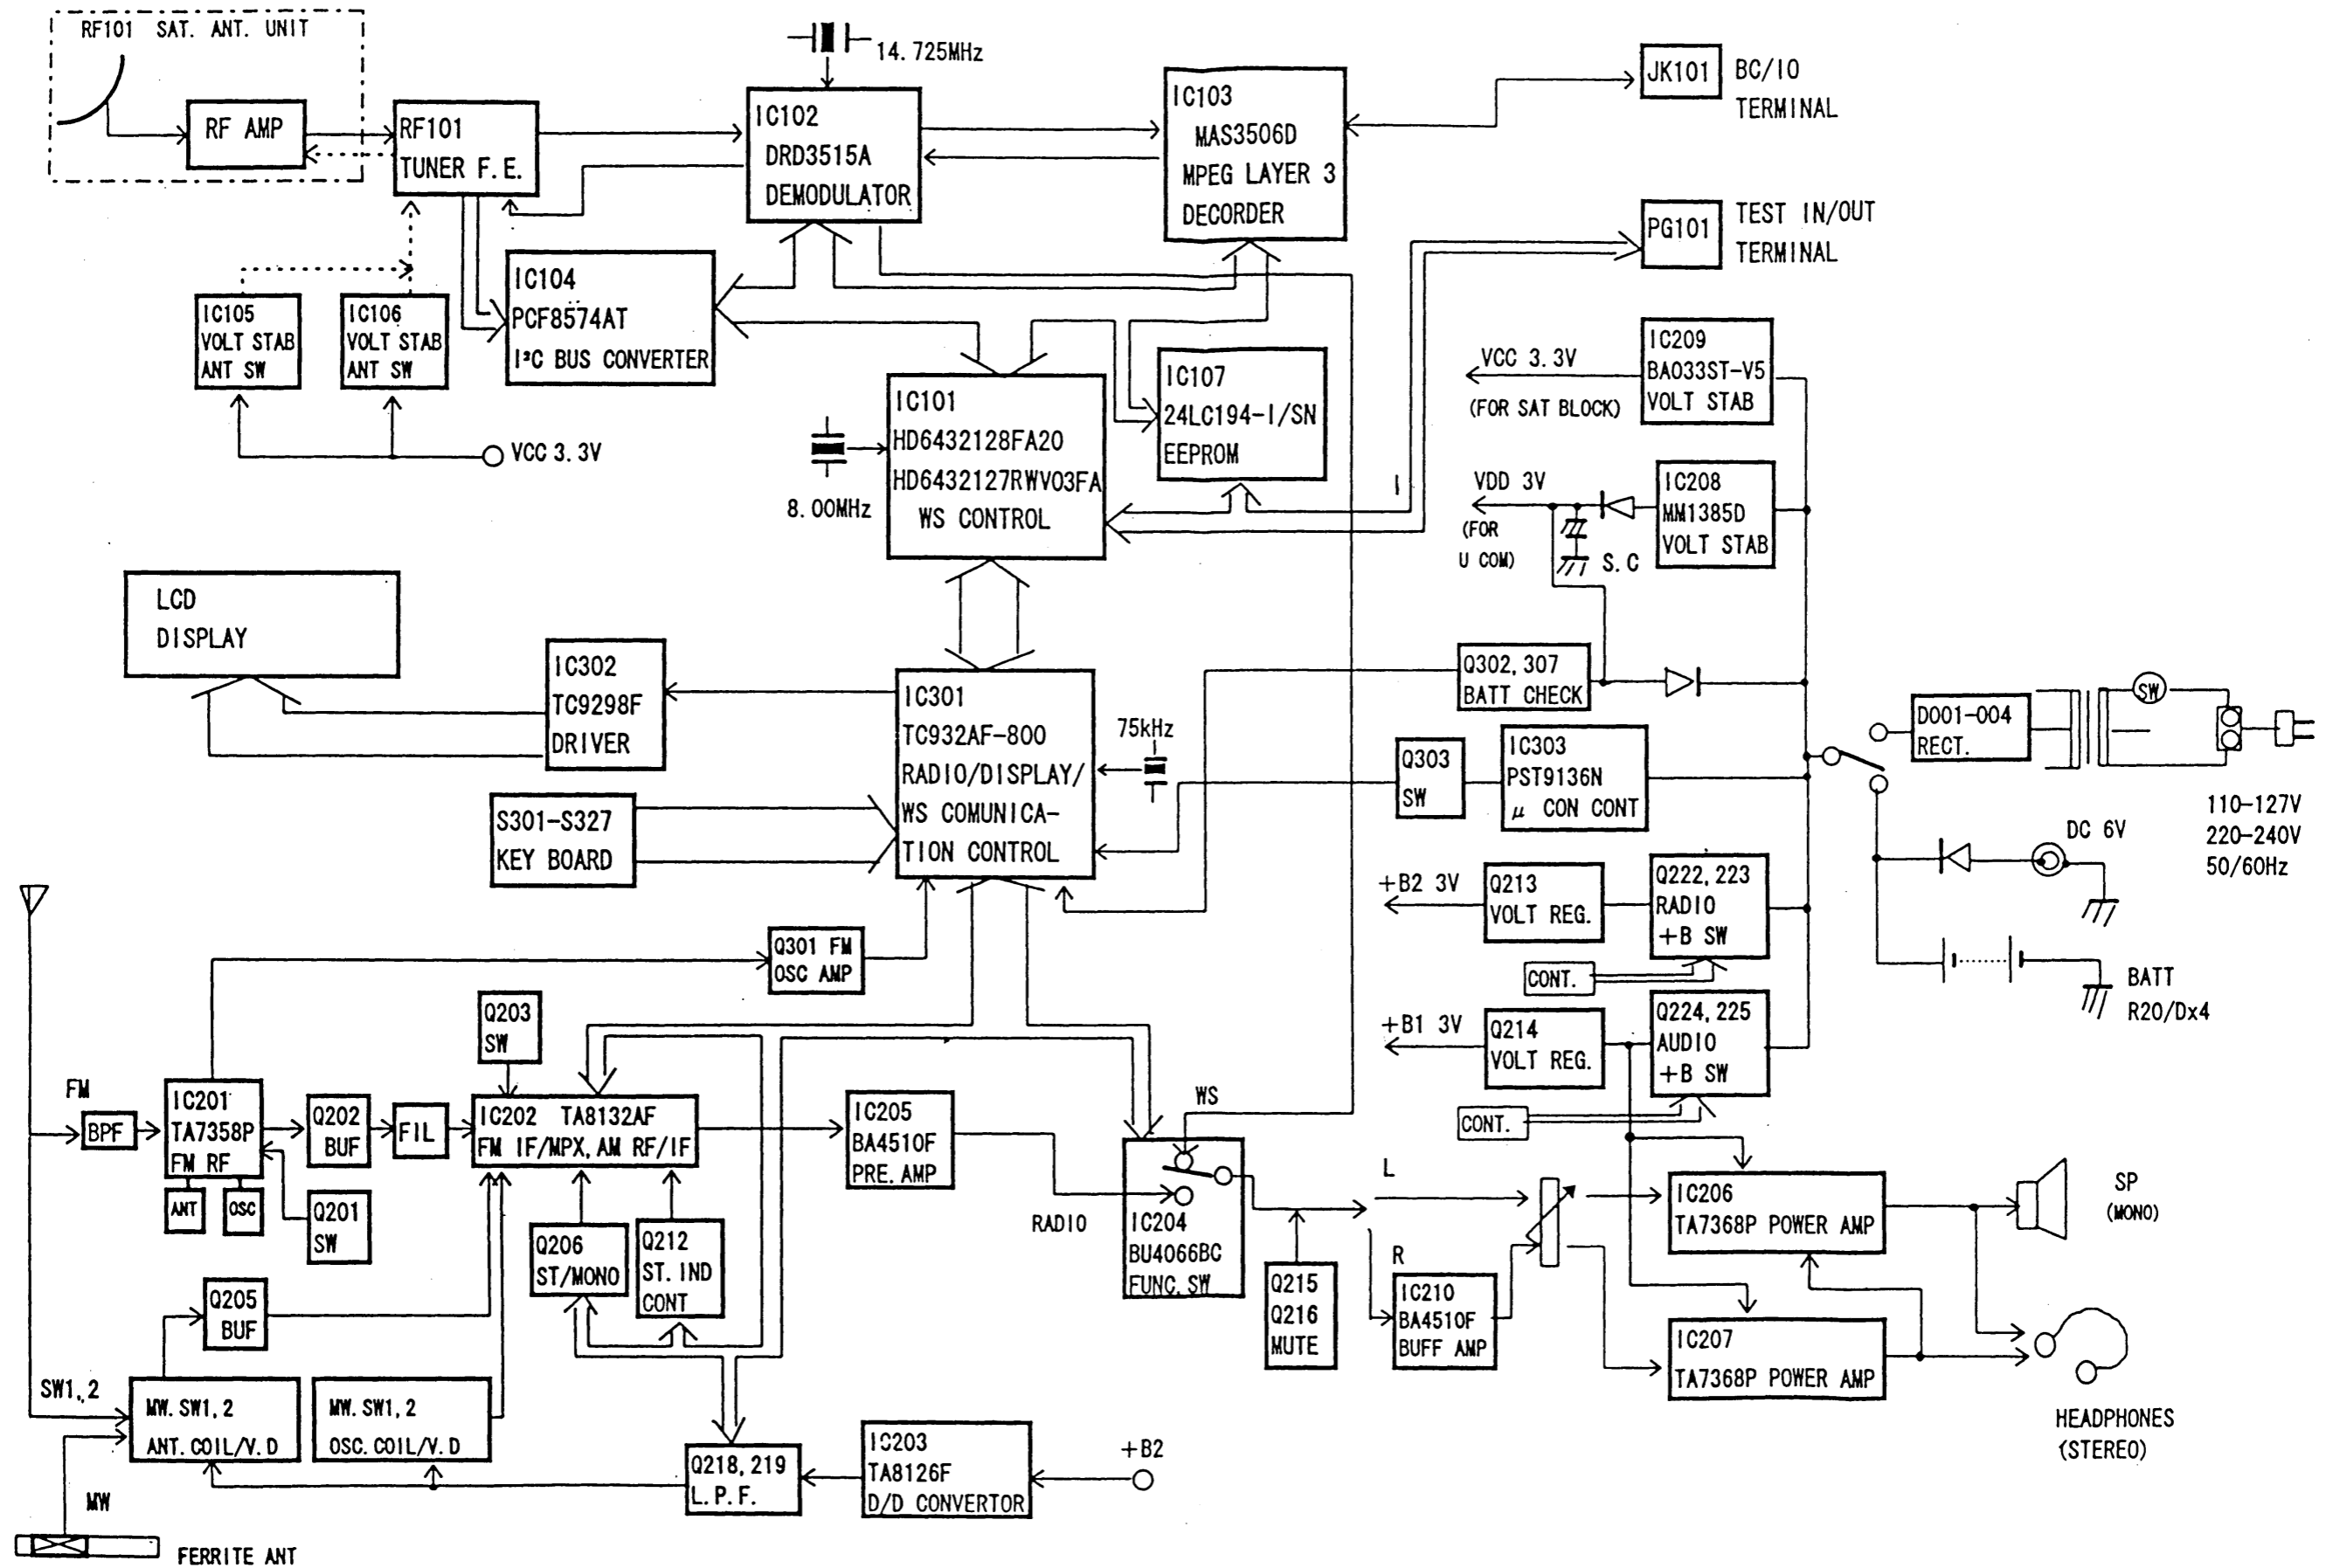 RF101 SAT. ANT. UNIT
RF AMP
RF101
TUNER F.E.
14.725MHz
IC102
DRD3515A
DEMODULATOR
IC103
MAS3506D
MPEG LAYER 3
DECORDER
JK101
BC/IO
TERMINAL
PG101
TEST IN/OUT
TERMINAL
IC104
PCF8574AT
I²C BUS CONVERTER
IC105
VOLT STAB
ANT SW
IC106
VOLT STAB
ANT SW
VCC 3.3V
IC101
HD6432128FA20
HD6432127RWV03FA
WS CONTROL
8.00MHz
IC107
24LC194-I/SN
EEPROM
VCC 3.3V
(FOR SAT BLOCK)
IC209
BA033ST-V5
VOLT STAB
VDD 3V
(FOR
U COM)
S.C
IC208
MM1385D
VOLT STAB
LCD
DISPLAY
IC302
TC9298F
DRIVER
IC301
TC932AF-800
RADIO/DISPLAY/
WS COMUNICA-
TION CONTROL
75kHz
S301-S327
KEY BOARD
Q302, 307
BATT CHECK
Q303
SW
IC303
PST9136N
μ CON CONT
D001-004
RECT.
SW
110-127V
220-240V
50/60Hz
DC 6V
BATT
R20/Dx4
+B2 3V
Q213
VOLT REG.
Q222, 223
RADIO
+B SW
CONT.
+B1 3V
Q214
VOLT REG.
Q224, 225
AUDIO
+B SW
CONT.
Q301 FM
OSC AMP
Q203
SW
FM
BPF
IC201
TA7358P
FM RF
ANT
OSC
Q202
BUF
FIL
IC202 TA8132AF
FM IF/MPX, AM RF/IF
Q201
SW
IC205
BA4510F
PRE. AMP
WS
RADIO
IC204
BU4066BC
FUNC. SW
Q206
ST/MONO
Q212
ST. IND
CONT
Q205
BUF
Q215
Q216
MUTE
L
R
IC210
BA4510F
BUFF AMP
IC206
TA7368P POWER AMP
IC207
TA7368P POWER AMP
SP
(MONO)
HEADPHONES
(STEREO)
SW1, 2
MW. SW1, 2
ANT. COIL/V.D
MW. SW1, 2
OSC. COIL/V.D
Q218, 219
L.P.F.
IC203
TA8126F
D/D CONVERTOR
+B2
MW
FERRITE ANT